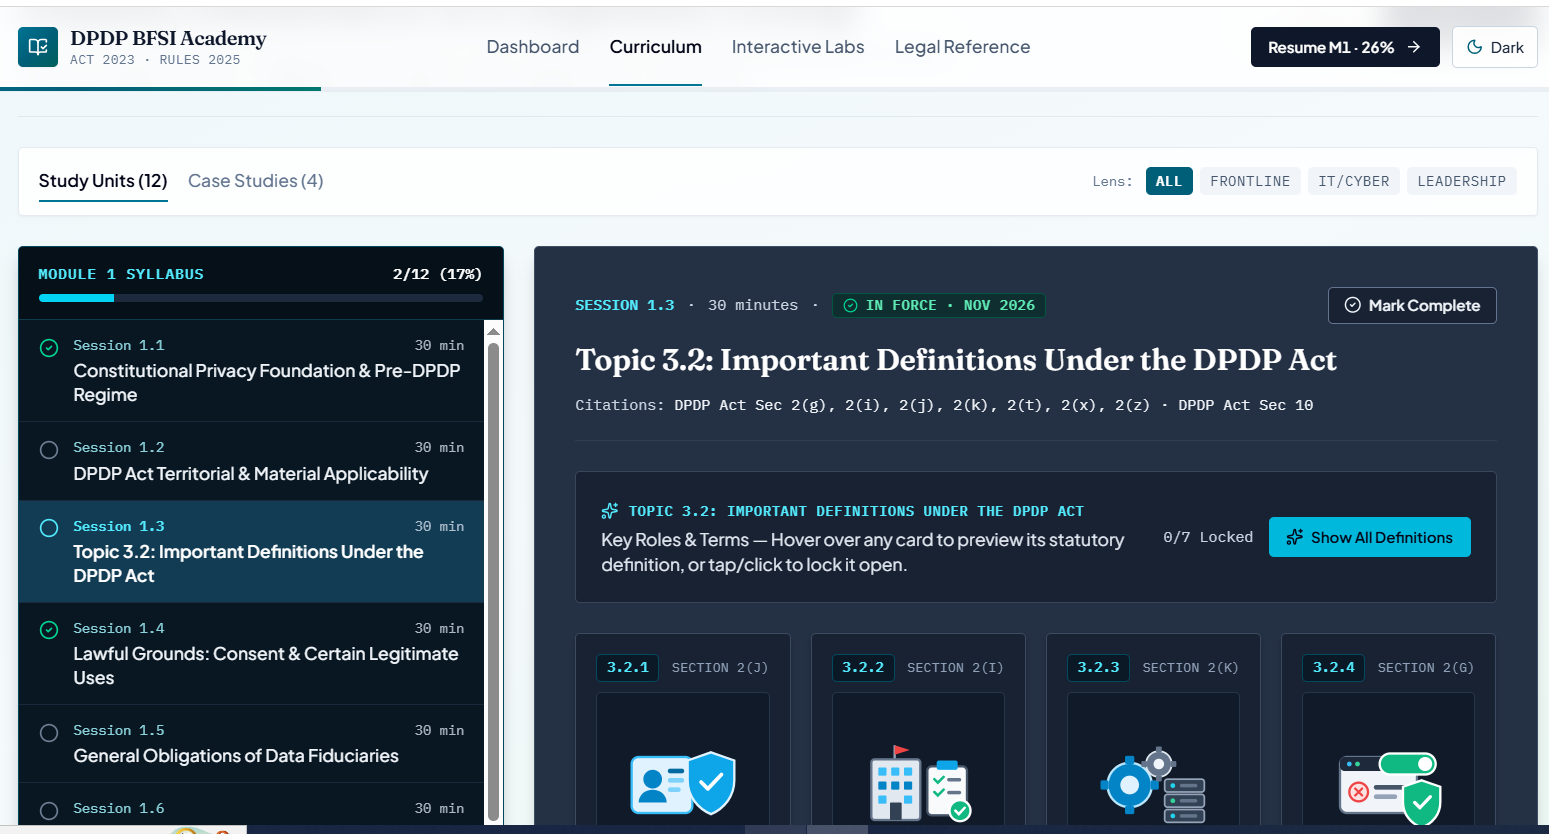 DPDP BFSI Academy
ACT 2023 · RULES 2025
Dashboard
Curriculum
Interactive Labs
Legal Reference
Resume M1 · 26% →
Dark
Study Units (12)
Case Studies (4)
Lens:
ALL
FRONTLINE
IT/CYBER
LEADERSHIP
MODULE 1 SYLLABUS
2/12 (17%)
Session 1.1
30 min
Constitutional Privacy Foundation & Pre-DPDP
Regime
Session 1.2
30 min
DPDP Act Territorial & Material Applicability
Session 1.3
30 min
Topic 3.2: Important Definitions Under the
DPDP Act
Session 1.4
30 min
Lawful Grounds: Consent & Certain Legitimate
Uses
Session 1.5
30 min
General Obligations of Data Fiduciaries
Session 1.6
30 min
SESSION 1.3 · 30 minutes · IN FORCE · NOV 2026
Mark Complete
Topic 3.2: Important Definitions Under the DPDP Act
Citations: DPDP Act Sec 2(g), 2(i), 2(j), 2(k), 2(t), 2(x), 2(z) · DPDP Act Sec 10
TOPIC 3.2: IMPORTANT DEFINITIONS UNDER THE DPDP ACT
Key Roles & Terms — Hover over any card to preview its statutory
definition, or tap/click to lock it open.
0/7 Locked
Show All Definitions
3.2.1 SECTION 2(J)
3.2.2 SECTION 2(I)
3.2.3 SECTION 2(K)
3.2.4 SECTION 2(G)